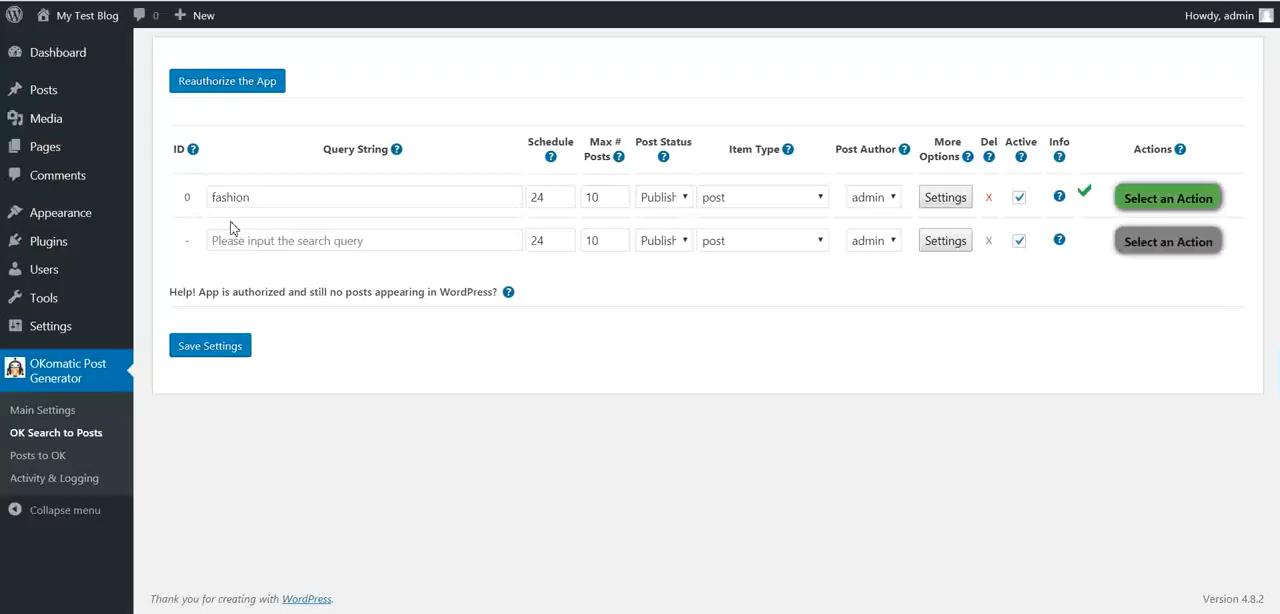 My Test Blog 0 New Howdy, admin
Dashboard
Posts
Media
Pages
Comments
Appearance
Plugins
Users
Tools
Settings
OKomatic Post
Generator
Main Settings
OK Search to Posts
Posts to OK
Activity & Logging
Collapse menu
Reauthorize the App
ID ? Query String ? Schedule ? Max # Posts ? Post Status ? Item Type ? Post Author ? More Options ? Del ? Active ? Info ? Actions ?
0 fashion 24 10 Publish post admin Settings X ? Select an Action
- Please input the search query 24 10 Publish post admin Settings X ? Select an Action
Help! App is authorized and still no posts appearing in WordPress? ?
Save Settings
Thank you for creating with WordPress. Version 4.8.2